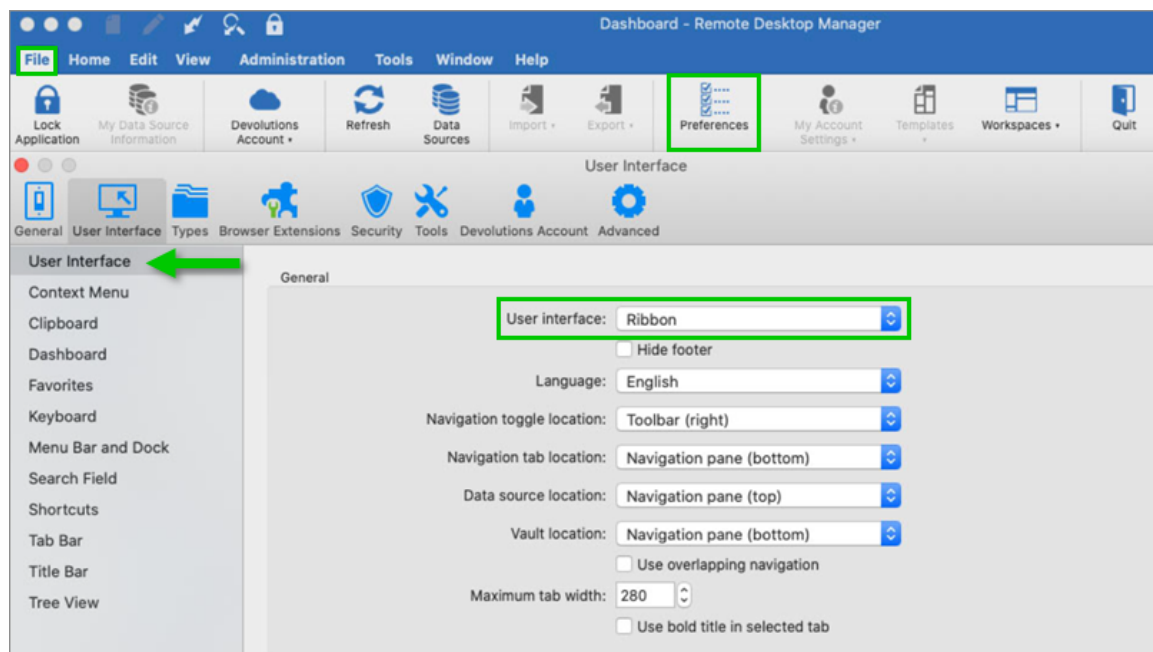 Dashboard - Remote Desktop Manager
File Home Edit View Administration Tools Window Help
Lock Application
My Data Source Information
Devolutions Account
Refresh
Data Sources
Import
Export
Preferences
My Account Settings
Templates
Workspaces
Quit
User Interface
General User Interface Types Browser Extensions Security Tools Devolutions Account Advanced
User Interface
Context Menu
Clipboard
Dashboard
Favorites
Keyboard
Menu Bar and Dock
Search Field
Shortcuts
Tab Bar
Title Bar
Tree View
General
User interface: Ribbon
Hide footer
Language: English
Navigation toggle location: Toolbar (right)
Navigation tab location: Navigation pane (bottom)
Data source location: Navigation pane (top)
Vault location: Navigation pane (bottom)
Use overlapping navigation
Maximum tab width: 280
Use bold title in selected tab